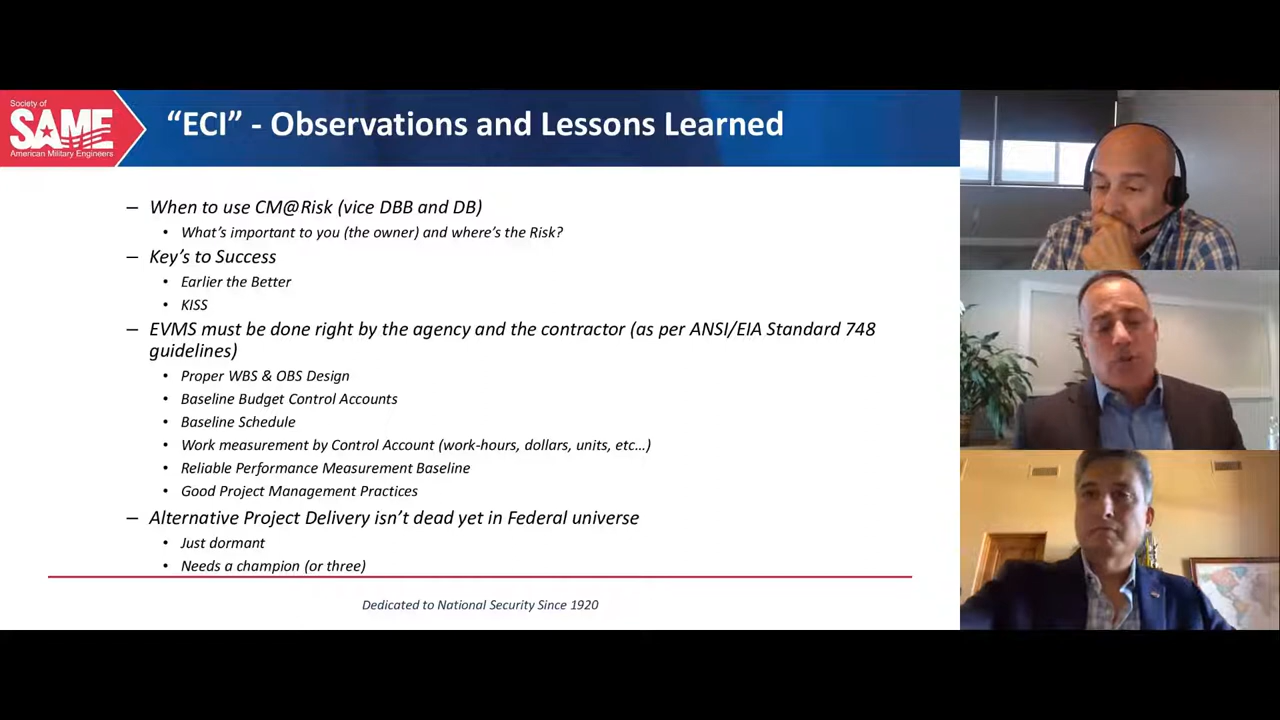 Society of
SAME
American Military Engineers
“ECI” - Observations and Lessons Learned
– When to use CM@Risk (vice DBB and DB)
• What’s important to you (the owner) and where’s the Risk?
– Key’s to Success
• Earlier the Better
• KISS
– EVMS must be done right by the agency and the contractor (as per ANSI/EIA Standard 748
guidelines)
• Proper WBS & OBS Design
• Baseline Budget Control Accounts
• Baseline Schedule
• Work measurement by Control Account (work-hours, dollars, units, etc…)
• Reliable Performance Measurement Baseline
• Good Project Management Practices
– Alternative Project Delivery isn’t dead yet in Federal universe
• Just dormant
• Needs a champion (or three)
Dedicated to National Security Since 1920